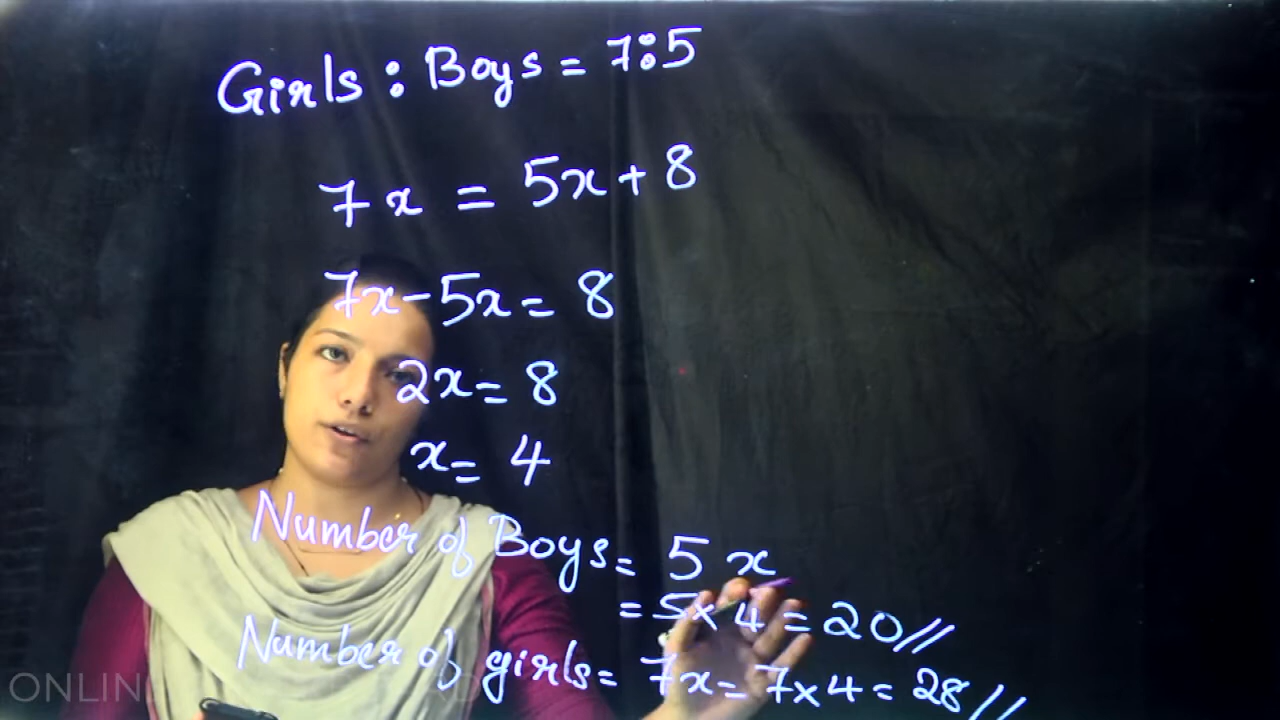 Girls : Boys = 7:5
7x = 5x+8
7x-5x= 8
2x= 8
x= 4
Number of Boys= 5x
= 5x4 = 20//
Number of girls= 7x= 7x4= 28//
ONLIN